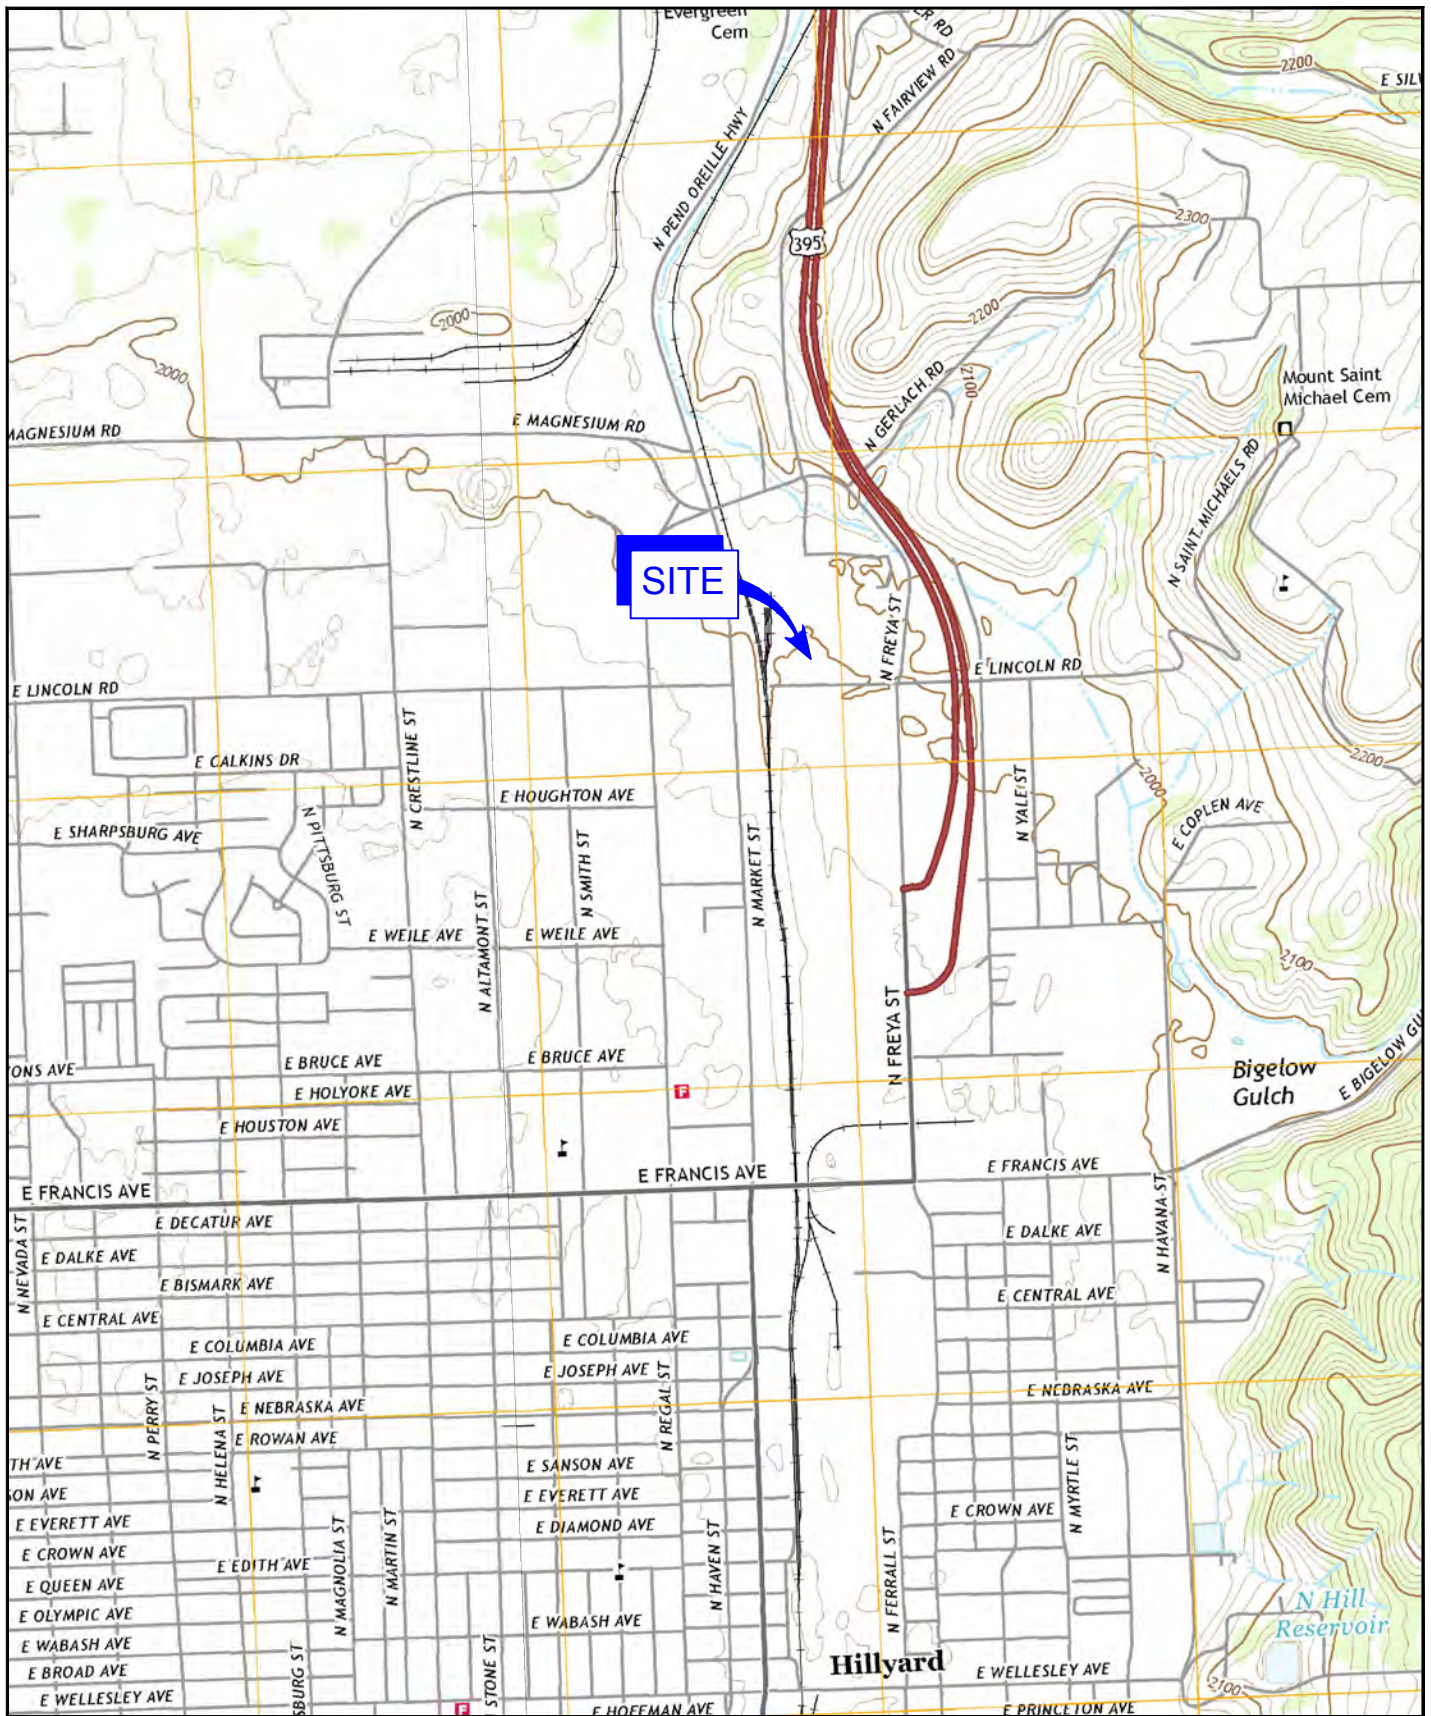 Evergreen
Cem
ER RD
N FAIRVIEW RD
2200
E SIL
N PEND OREILLE HWY
395
2300
2200
2000
2000
2100
Mount Saint
Michael Cem
N GERLACH RD
MAGNESIUM RD
E MAGNESIUM RD
N SAINT MICHAELS RD
SITE
N FREYA ST
E LINCOLN RD
E LINCOLN RD
N CRESTLINE ST
E CALKINS DR
2200
2000
E HOUGHTON AVE
N YALE ST
E COPLEN AVE
E SHARPSBURG AVE
N PITTSBURG ST
N SMITH ST
N MARKET ST
N ALTAMONT ST
E WEILE AVE
E WEILE AVE
2100
N FREYA ST
E BRUCE AVE
E BRUCE AVE
ONS AVE
Bigelow
Gulch
E BIGELOW GU
E HOLYOKE AVE
F
E HOUSTON AVE
E FRANCIS AVE
E FRANCIS AVE
E FRANCIS AVE
N NEVADA ST
E DECATUR AVE
E DALKE AVE
E DALKE AVE
N HAVANA ST
E BISMARK AVE
E CENTRAL AVE
E CENTRAL AVE
E COLUMBIA AVE
E COLUMBIA AVE
E JOSEPH AVE
E JOSEPH AVE
N PERRY ST
E NEBRASKA AVE
E NEBRASKA AVE
N HELENA ST
N REGAL ST
E ROWAN AVE
TH AVE
E SANSON AVE
N MYRTLE ST
SON AVE
E EVERETT AVE
E CROWN AVE
E EVERETT AVE
E DIAMOND AVE
N MAGNOLIA ST
N MARTIN ST
N HAVEN ST
N FERRALL ST
E CROWN AVE
E EDITH AVE
E QUEEN AVE
N Hill
Reservoir
E OLYMPIC AVE
E WABASH AVE
E WABASH AVE
Hillyard
E BROAD AVE
E WELLESLEY AVE
E WELLESLEY AVE
2100
SBURG ST
F
STONE ST
E HOFFMAN AVE
E PRINCETON AVE